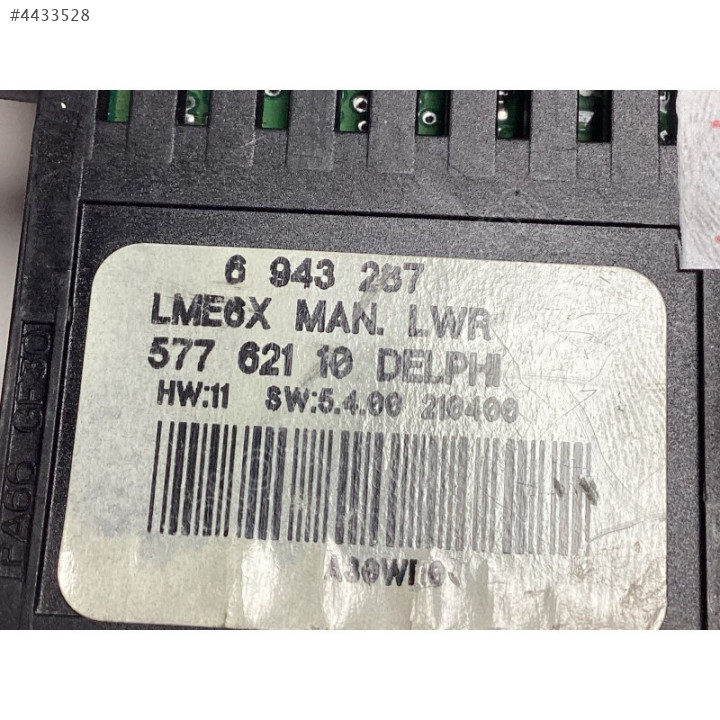 #4433528
6 943 267
LME6X MAN. LWR
577 621 10 DELPHI
HW:11 SW:5.4.00 210400
PA66 GF30